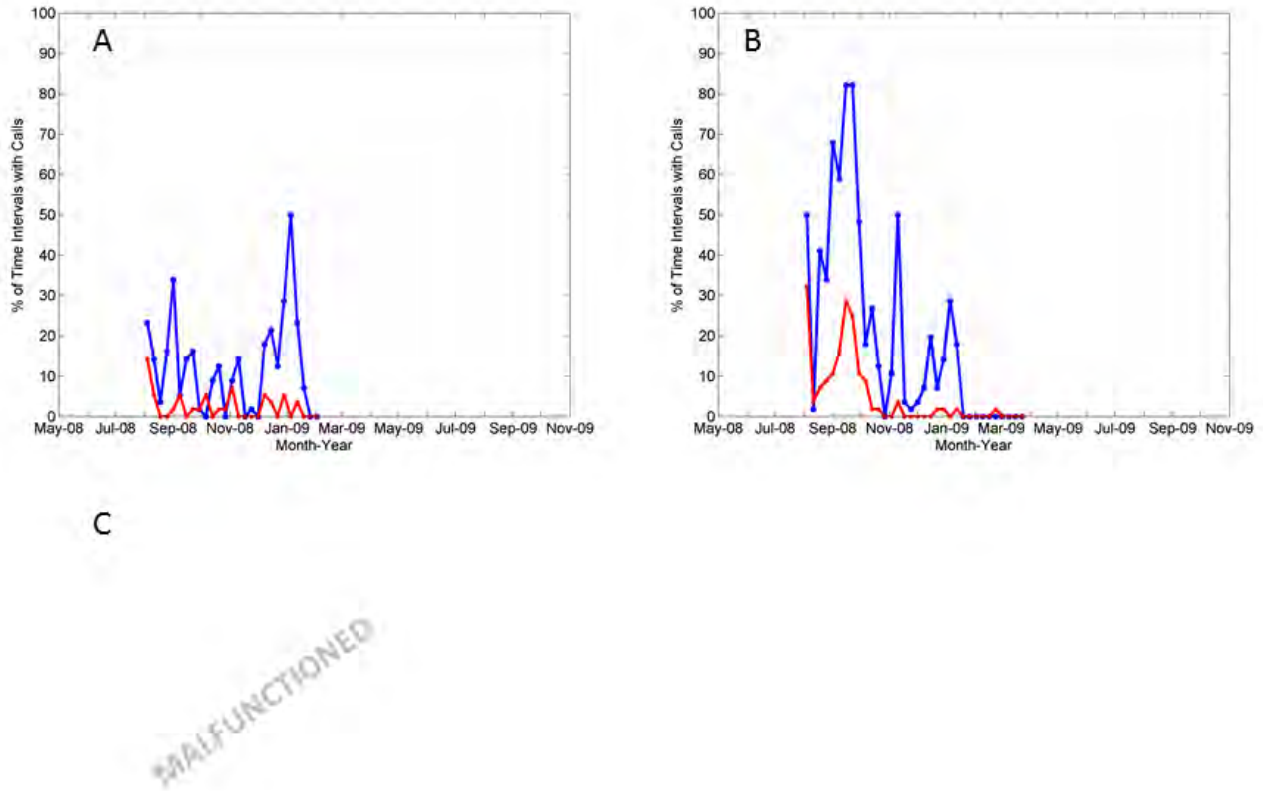 A
100
90
80
70
60
50
40
30
20
10
0
% of Time Intervals with Calls
May-08 Jul-08 Sep-08 Nov-08 Jan-09 Mar-09 May-09 Jul-09 Sep-09 Nov-09
Month-Year
B
100
90
80
70
60
50
40
30
20
10
0
% of Time Intervals with Calls
May-08 Jul-08 Sep-08 Nov-08 Jan-09 Mar-09 May-09 Jul-09 Sep-09 Nov-09
Month-Year
C
MALFUNCTIONED